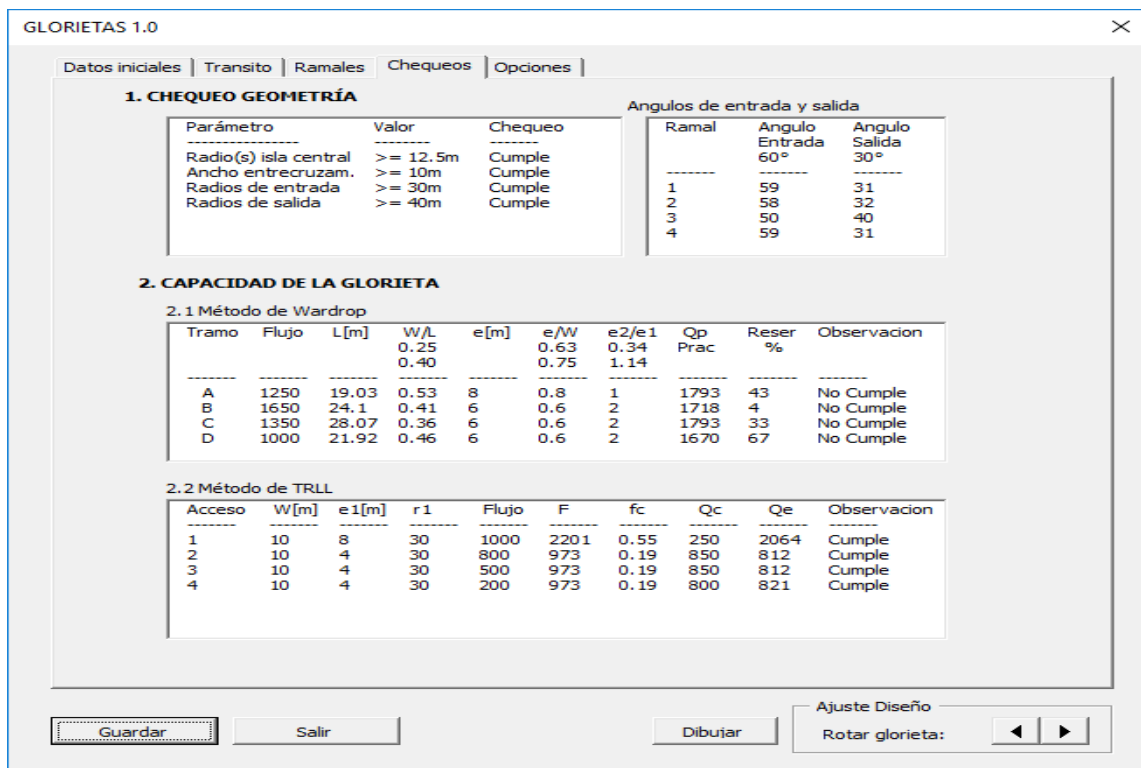 GLORIETAS 1.0
Datos iniciales Transito Ramales Chequeos Opciones
1. CHEQUEO GEOMETRÍA
Parámetro Valor Chequeo
---------------- -------- -------
Radio(s) isla central >= 12.5m Cumple
Ancho entrecruzam. >= 10m Cumple
Radios de entrada >= 30m Cumple
Radios de salida >= 40m Cumple
Angulos de entrada y salida
Ramal Angulo Angulo
Entrada Salida
60° 30°
------- ------- -------
1 59 31
2 58 32
3 50 40
4 59 31
2. CAPACIDAD DE LA GLORIETA
2.1 Método de Wardrop
Tramo Flujo L[m] W/L e[m] e/W e2/e1 Qp Reser Observacion
0.25 0.63 0.34 Prac %
0.40 0.75 1.14
------- ------- ------- ------- ------- ------- ------- ------- ------- -------
A 1250 19.03 0.53 8 0.8 1 1793 43 No Cumple
B 1650 24.1 0.41 6 0.6 2 1718 4 No Cumple
C 1350 28.07 0.36 6 0.6 2 1793 33 No Cumple
D 1000 21.92 0.46 6 0.6 2 1670 67 No Cumple
2.2 Método de TRLL
Acceso W[m] e1[m] r1 Flujo F fc Qc Qe Observacion
------- ------- ------- ------- ------- ------- ------- ------- ------- -------
1 10 8 30 1000 2201 0.55 250 2064 Cumple
2 10 4 30 800 973 0.19 850 812 Cumple
3 10 4 30 500 973 0.19 850 812 Cumple
4 10 4 30 200 973 0.19 800 821 Cumple
Guardar Salir Dibujar
Ajuste Diseño
Rotar glorieta: